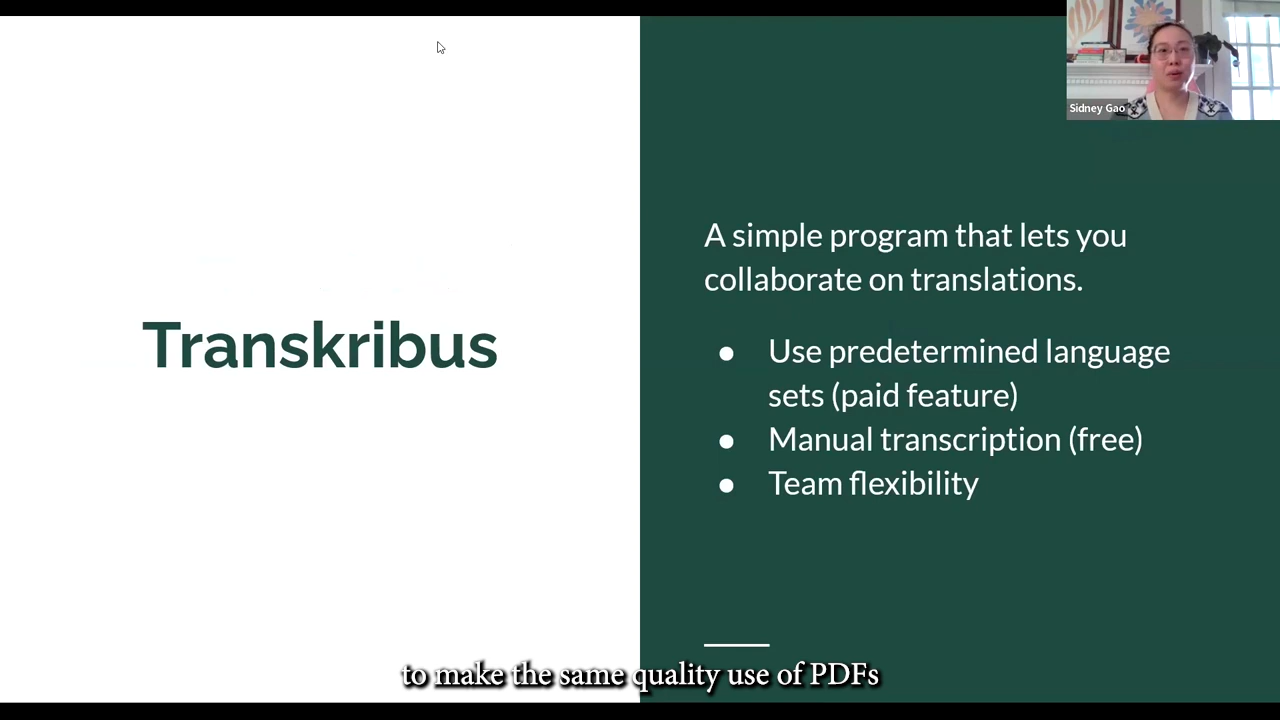 Sidney Gao
Transkribus
A simple program that lets you
collaborate on translations.
● Use predetermined language
sets (paid feature)
● Manual transcription (free)
● Team flexibility
to make the same quality use of PDFs